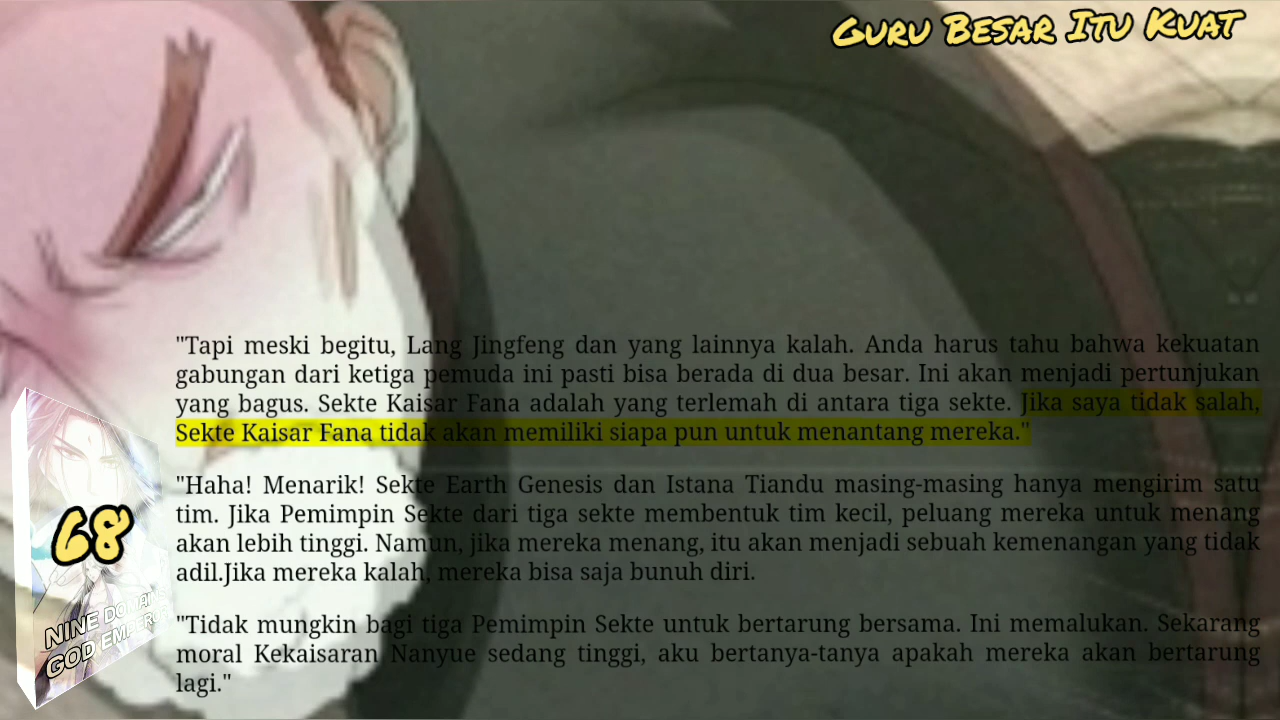 Guru Besar Itu Kuat
"Tapi meski begitu, Lang Jingfeng dan yang lainnya kalah. Anda harus tahu bahwa kekuatan
gabungan dari ketiga pemuda ini pasti bisa berada di dua besar. Ini akan menjadi pertunjukan
yang bagus. Sekte Kaisar Fana adalah yang terlemah di antara tiga sekte. Jika saya tidak salah,
Sekte Kaisar Fana tidak akan memiliki siapa pun untuk menantang mereka."
"Haha! Menarik! Sekte Earth Genesis dan Istana Tiandu masing-masing hanya mengirim satu
tim. Jika Pemimpin Sekte dari tiga sekte membentuk tim kecil, peluang mereka untuk menang
akan lebih tinggi. Namun, jika mereka menang, itu akan menjadi sebuah kemenangan yang tidak
adil.Jika mereka kalah, mereka bisa saja bunuh diri.
"Tidak mungkin bagi tiga Pemimpin Sekte untuk bertarung bersama. Ini memalukan. Sekarang
moral Kekaisaran Nanyue sedang tinggi, aku bertanya-tanya apakah mereka akan bertarung
lagi."
68
NINE DOMAINS
GOD EMPEROR